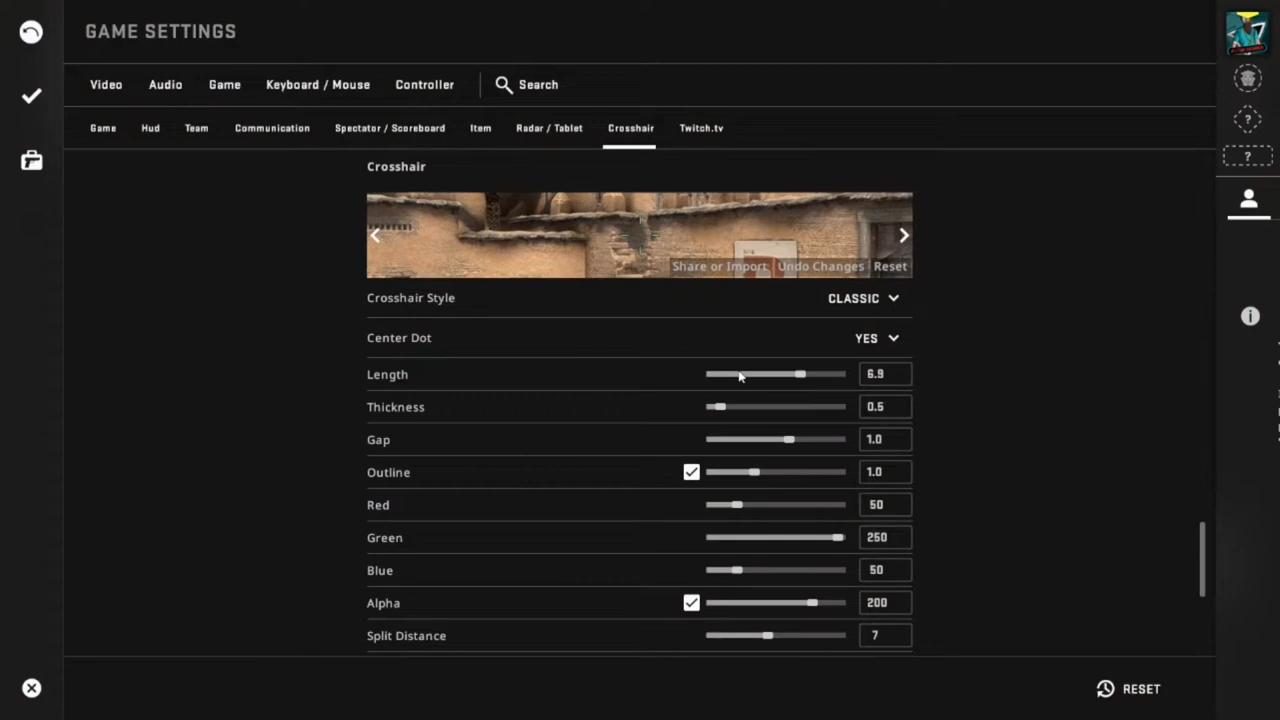 GAME SETTINGS
Video Audio Game Keyboard / Mouse Controller Search
Game Hud Team Communication Spectator / Scoreboard Item Radar / Tablet Crosshair Twitch.tv
Crosshair
Share or Import Undo Changes Reset
Crosshair Style CLASSIC
Center Dot YES
Length 6.9
Thickness 0.5
Gap 1.0
Outline 1.0
Red 50
Green 250
Blue 50
Alpha 200
Split Distance 7
RESET